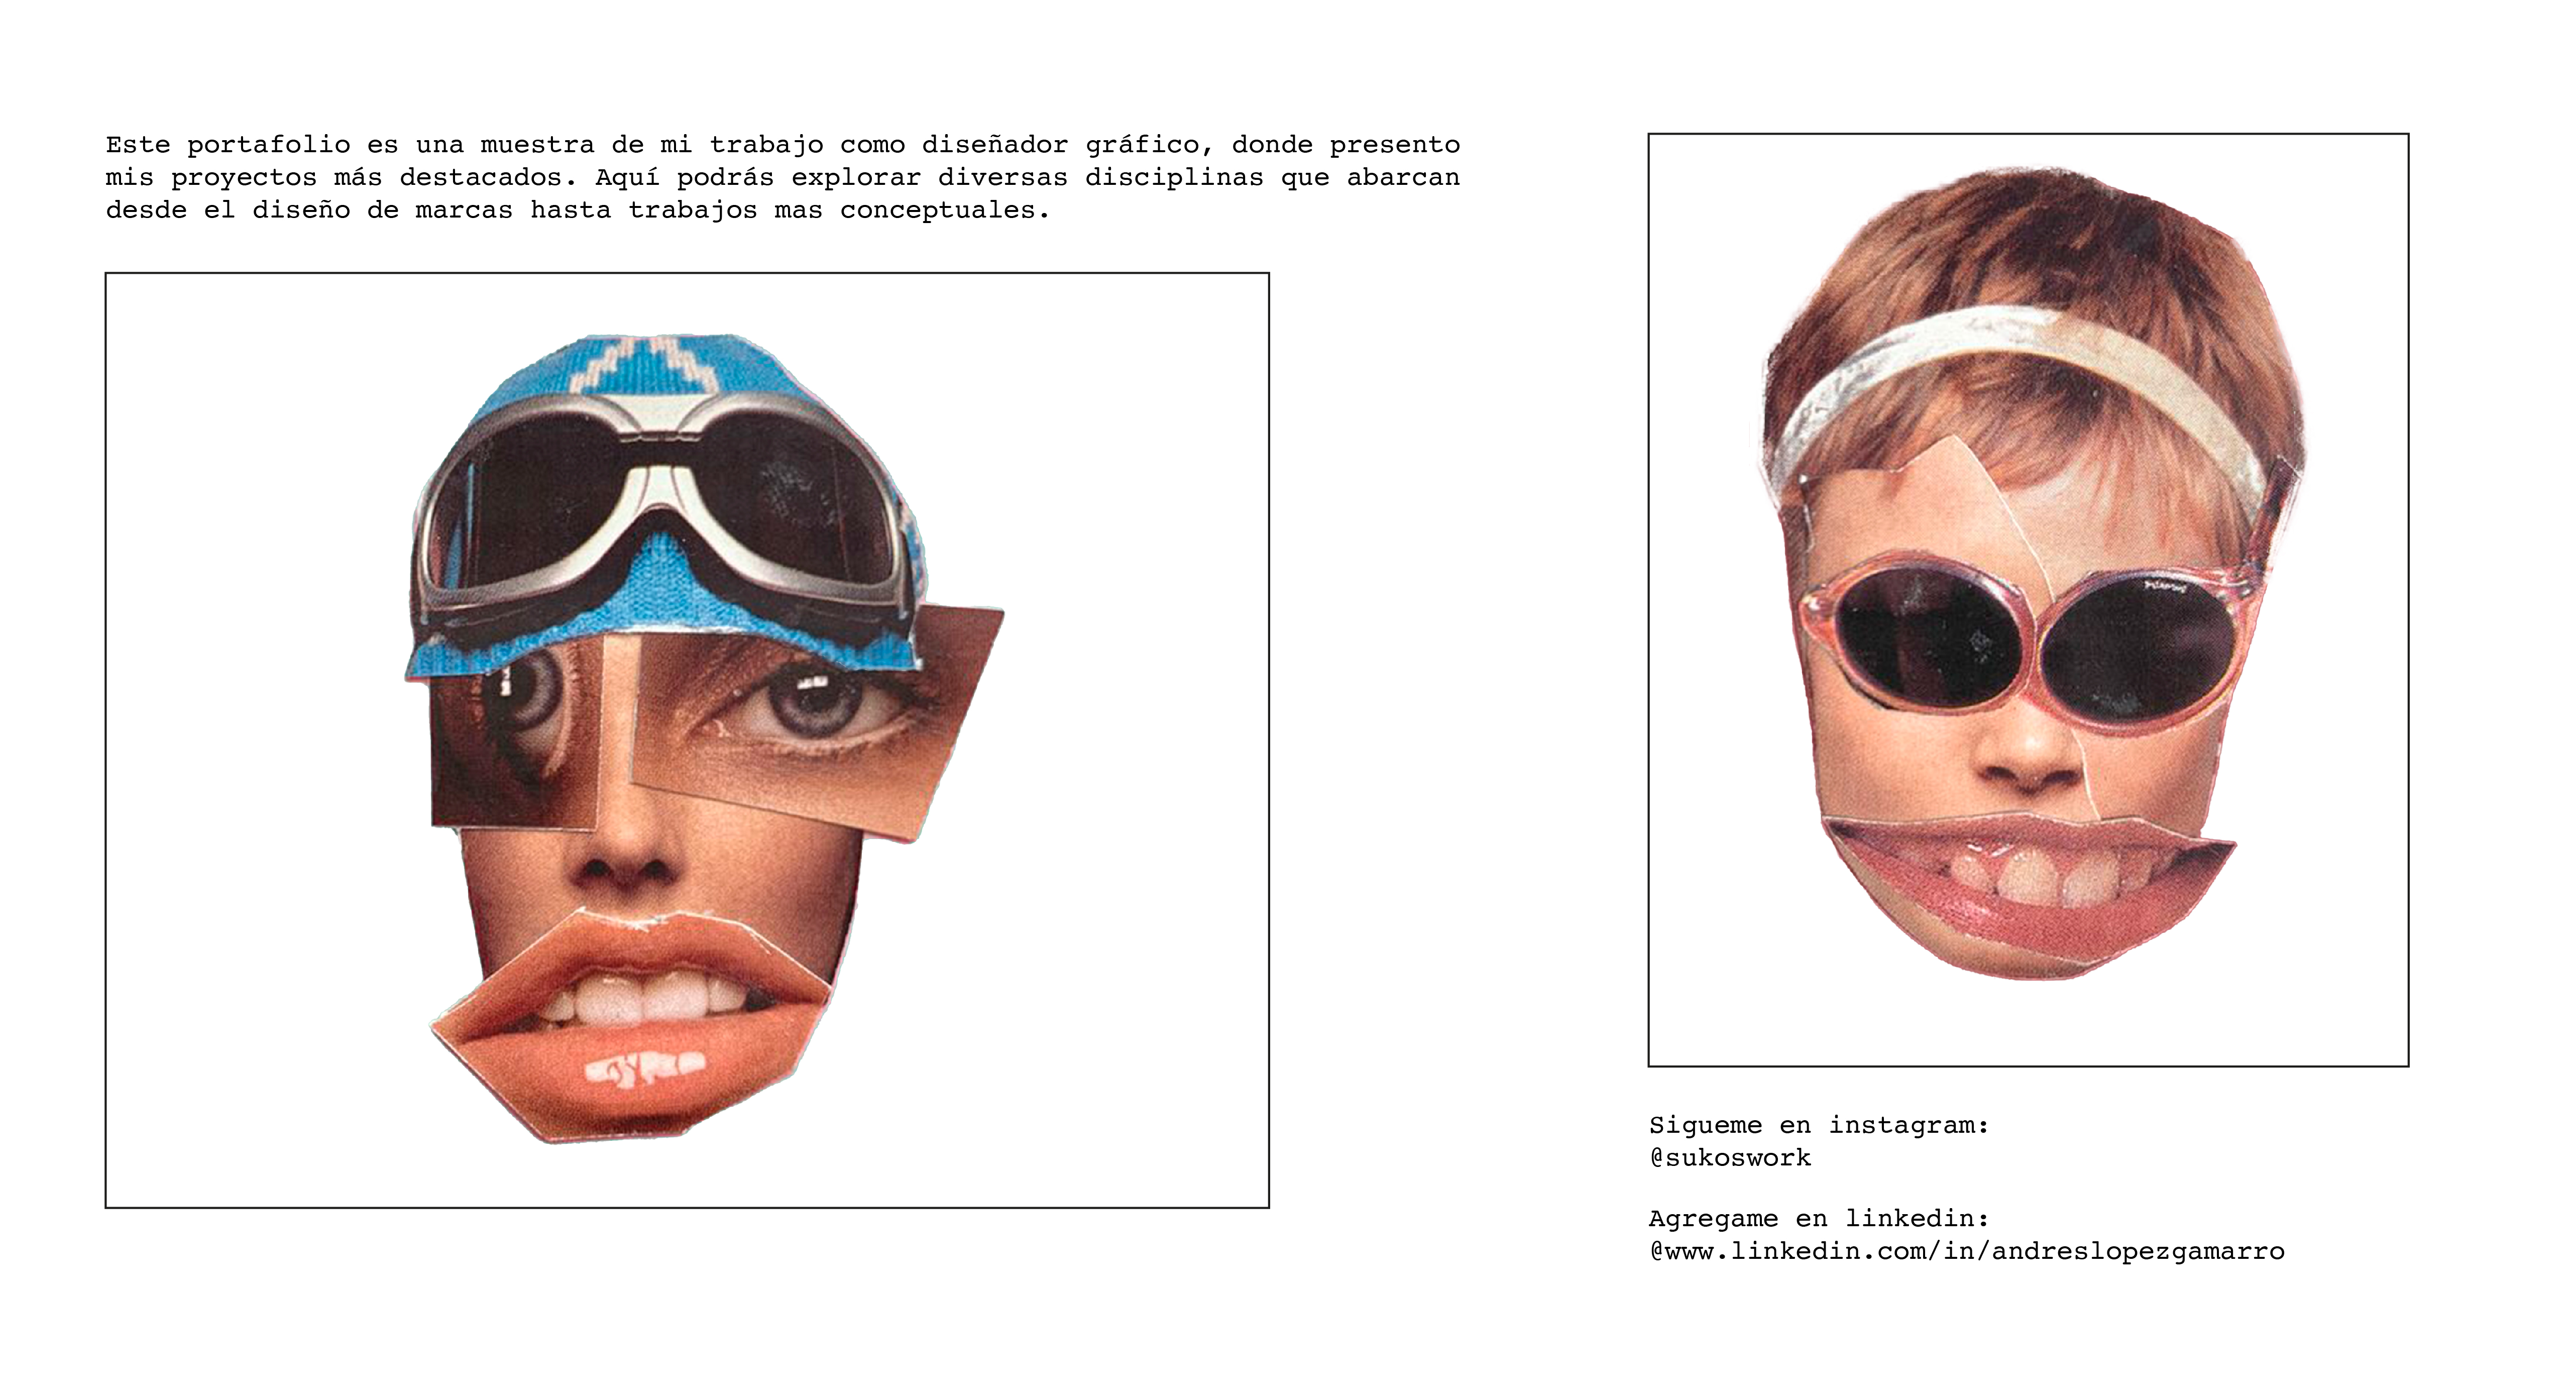 Este portafolio es una muestra de mi trabajo como diseñador gráfico, donde presento
mis proyectos más destacados. Aquí podrás explorar diversas disciplinas que abarcan
desde el diseño de marcas hasta trabajos mas conceptuales.
Sigueme en instagram:
@sukoswork
Agregame en linkedin:
@www.linkedin.com/in/andreslopezgamarro